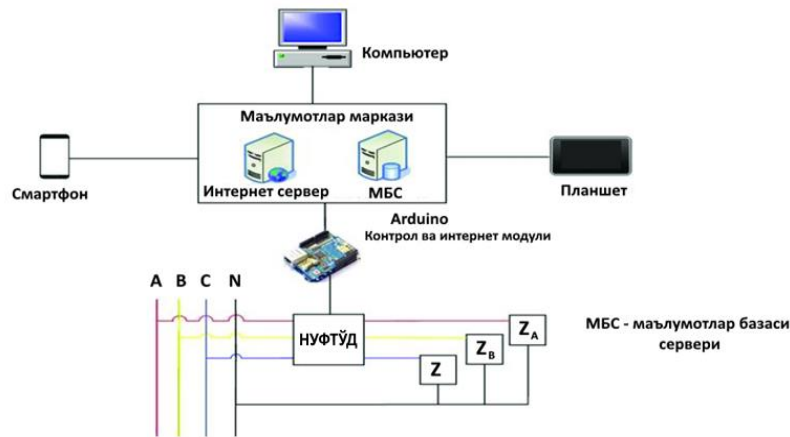 Компьютер
Маълумотлар маркази
Смартфон
Интернет сервер
МБС
Планшет
Arduino
Контрол ва интернет модули
A B C N
НУФТЎД
Z_A
Z_B
Z
МБС - маълумотлар базаси
сервери